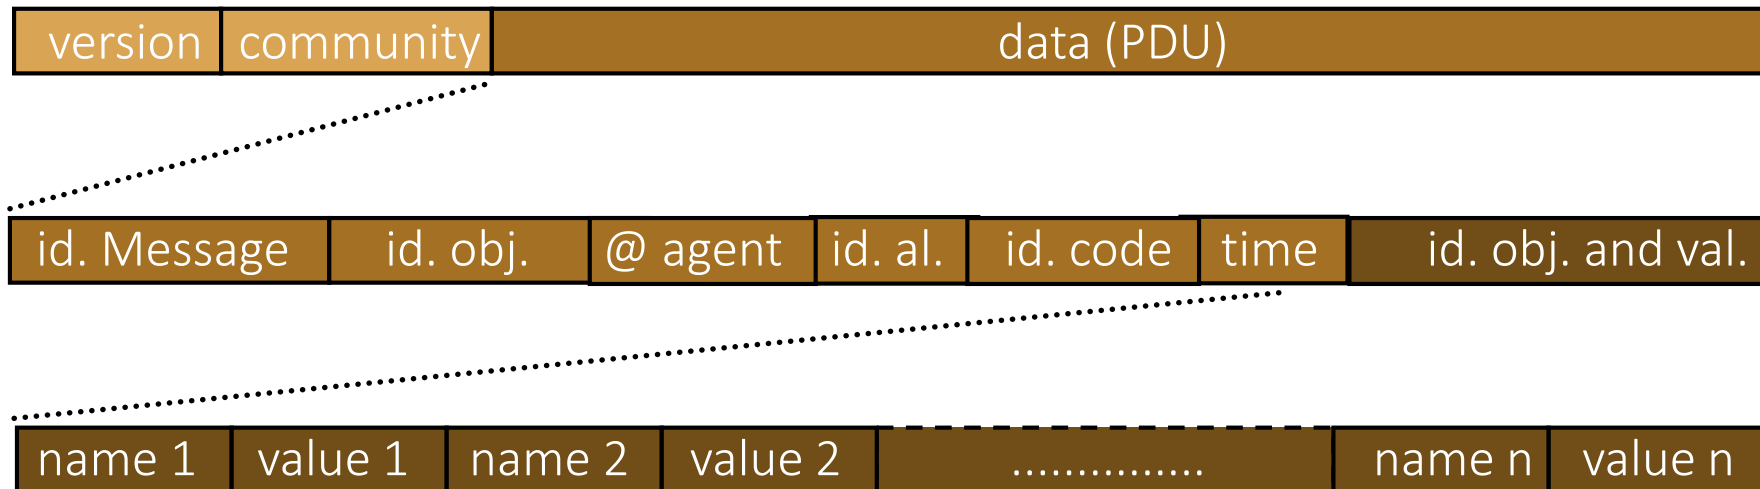 version community data (PDU)
id. Message id. obj. @ agent id. al. id. code time id. obj. and val.
name 1 value 1 name 2 value 2 ............... name n value n